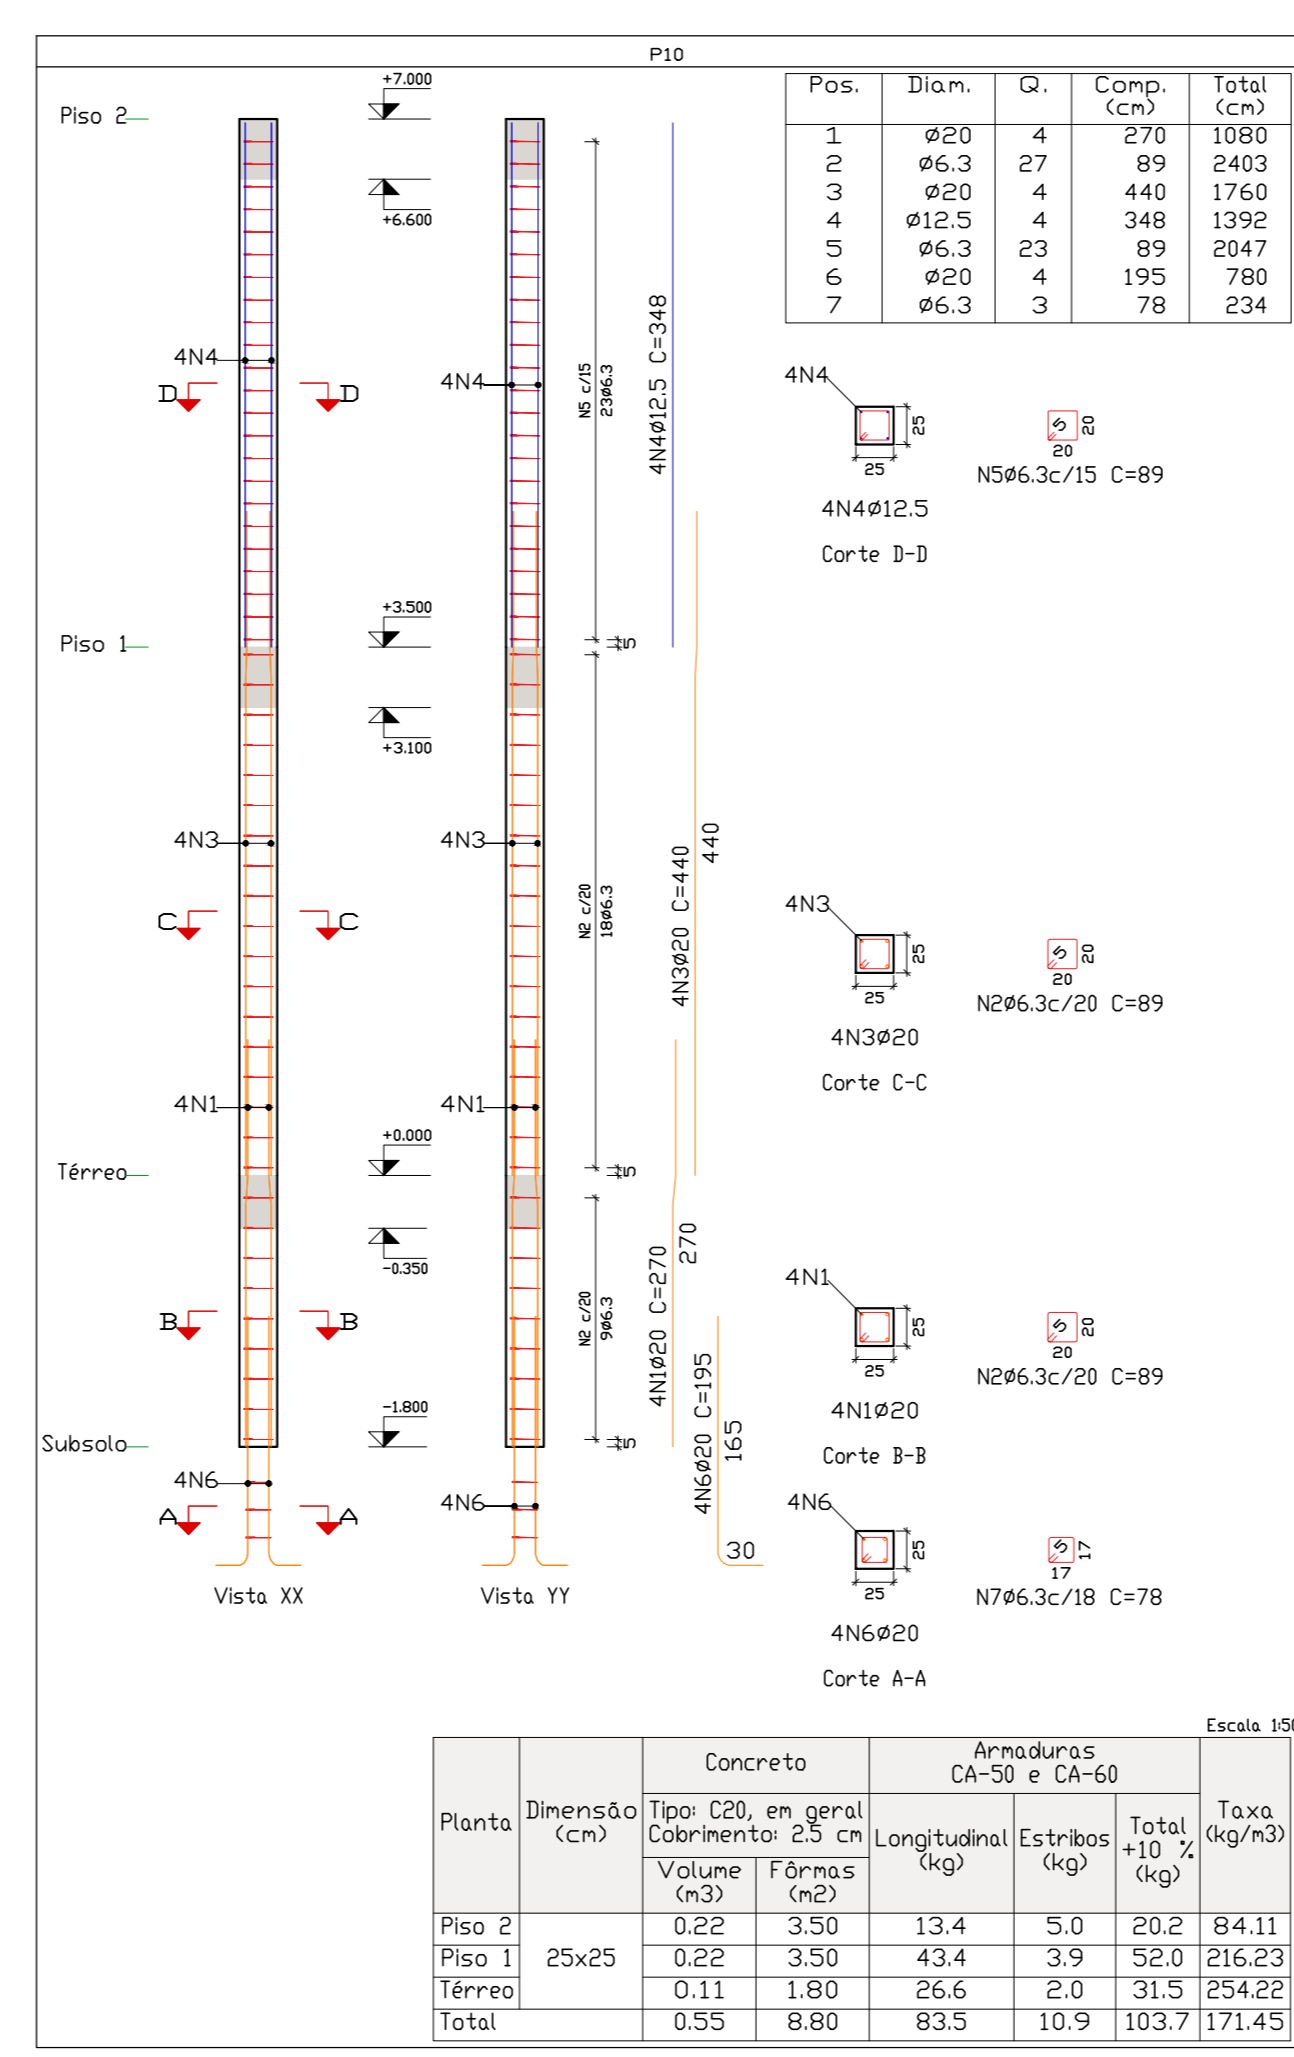 P10
Pos. Diam. Q. Comp. (cm) Total (cm)
1 Ø20 4 270 1080
2 Ø6.3 27 89 2403
3 Ø20 4 440 1760
4 Ø12.5 4 348 1392
5 Ø6.3 23 89 2047
6 Ø20 4 195 780
7 Ø6.3 3 78 234
Piso 2
+7.000
+6.600
4N4
4N4
D D
N5 c/15
23Ø6.3
4N4Ø12.5 C=348
4N4
25
25
4N4Ø12.5
Corte D-D
5
20
20
N5Ø6.3c/15 C=89
Piso 1
+3.500
5
+3.100
4N3
4N3
C C
N2 c/20
18Ø6.3
4N3Ø20 C=440
440
4N3
25
25
4N3Ø20
Corte C-C
5
20
20
N2Ø6.3c/20 C=89
4N1
4N1
Térreo
+0.000
5
-0.350
B B
N2 c/20
9Ø6.3
4N1Ø20 C=270
270
4N1
25
25
4N1Ø20
Corte B-B
5
20
20
N2Ø6.3c/20 C=89
Subsolo
-1.800
5
4N6
4N6
A A
4N6Ø20 C=195
165
30
4N6
25
25
4N6Ø20
Corte A-A
5
17
17
N7Ø6.3c/18 C=78
Vista XX
Vista YY
Escala 1:50
Planta
Dimensão
(cm)
Concreto
Tipo: C20, em geral
Cobrimento: 2.5 cm
Volume
(m3)
Fôrmas
(m2)
Armaduras
CA-50 e CA-60
Longitudinal
(kg)
Estribos
(kg)
Total
+10 %
(kg)
Taxa
(kg/m3)
Piso 2 25x25 0.22 3.50 13.4 5.0 20.2 84.11
Piso 1 0.22 3.50 43.4 3.9 52.0 216.23
Térreo 0.11 1.80 26.6 2.0 31.5 254.22
Total 0.55 8.80 83.5 10.9 103.7 171.45